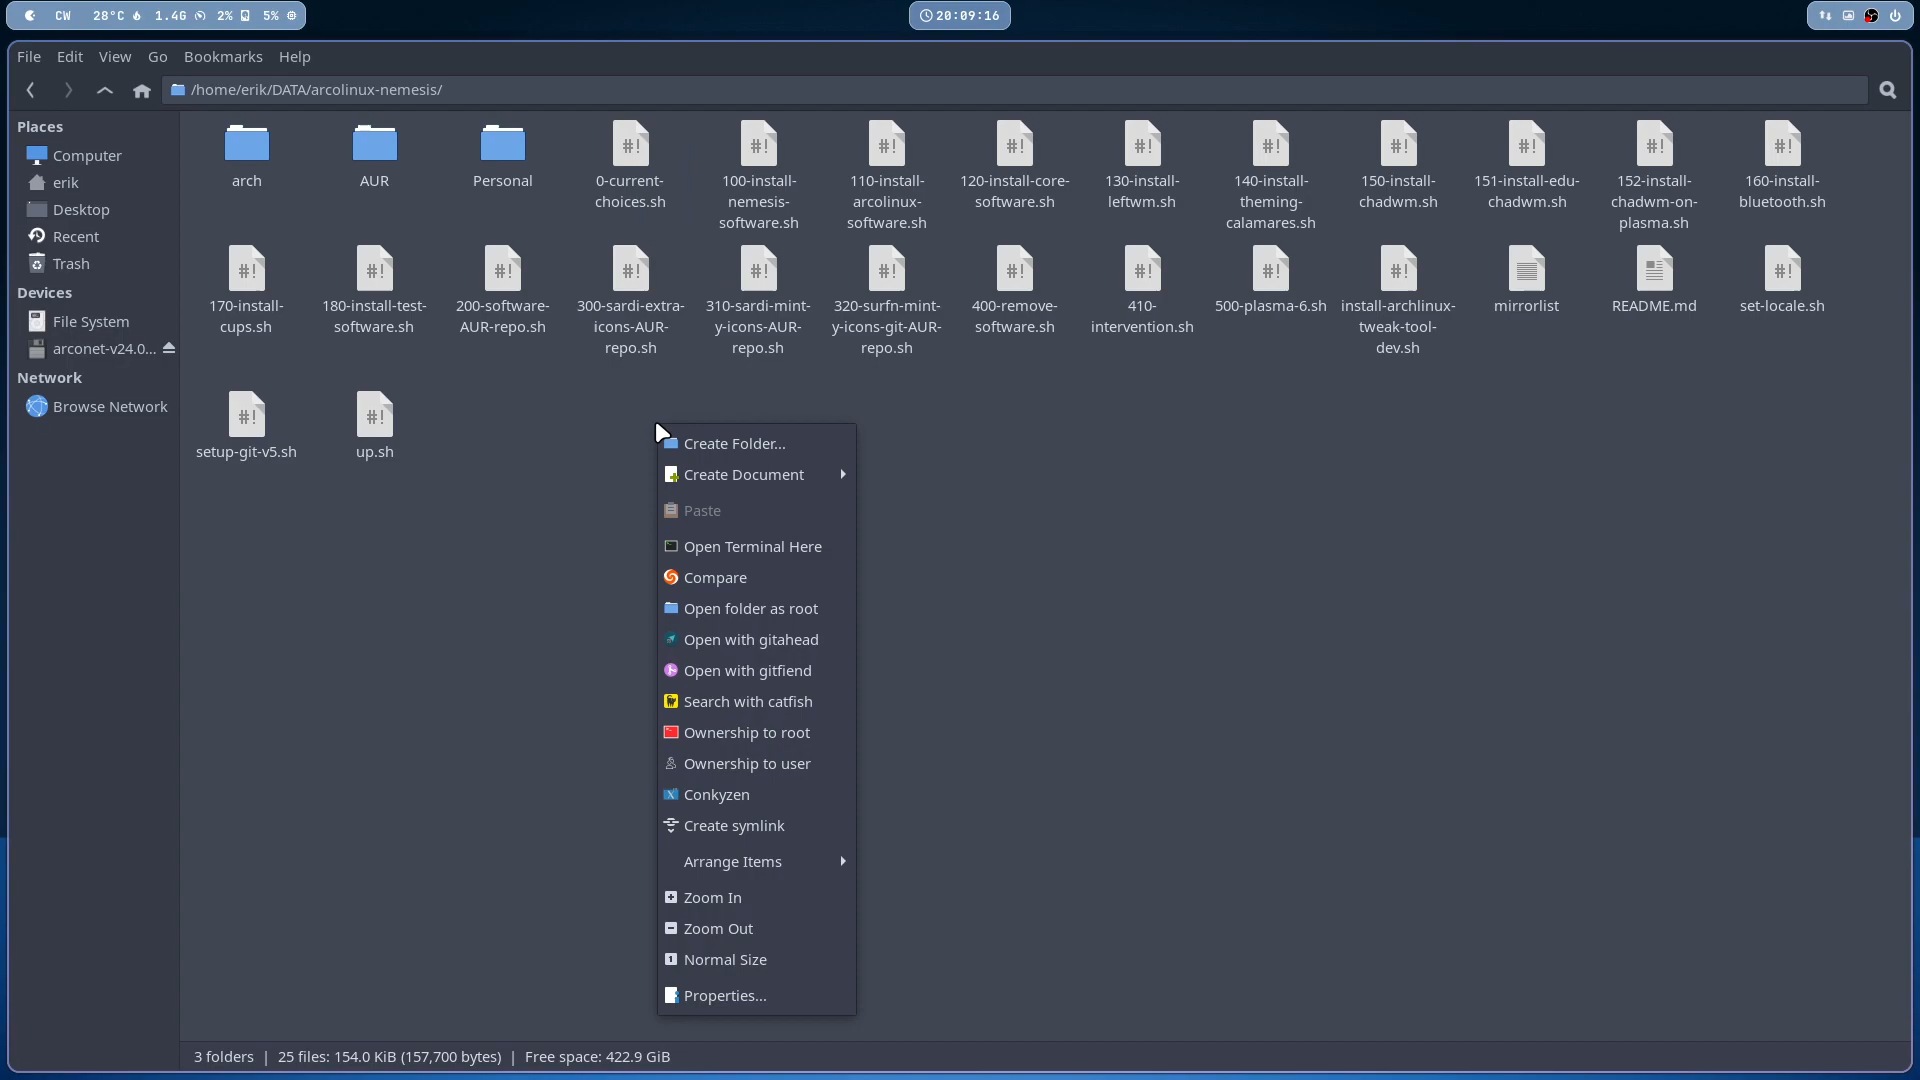 CW 28°C 1.4G 2% 5%
20:09:16
File Edit View Go Bookmarks Help
/home/erik/DATA/arcolinux-nemesis/
Places
Computer
erik
Desktop
Recent
Trash
Devices
File System
arconet-v24.0...
Network
Browse Network
arch
AUR
Personal
0-current-
choices.sh
100-install-
nemesis-
software.sh
110-install-
arcolinux-
software.sh
120-install-core-
software.sh
130-install-
leftwm.sh
140-install-
theming-
calamares.sh
150-install-
chadwm.sh
151-install-edu-
chadwm.sh
152-install-
chadwm-on-
plasma.sh
160-install-
bluetooth.sh
170-install-
cups.sh
180-install-test-
software.sh
200-software-
AUR-repo.sh
300-sardi-extra-
icons-AUR-
repo.sh
310-sardi-mint-
y-icons-AUR-
repo.sh
320-surfn-mint-
y-icons-git-AUR-
repo.sh
400-remove-
software.sh
410-
intervention.sh
500-plasma-6.sh
install-archlinux-
tweak-tool-
dev.sh
mirrorlist
README.md
set-locale.sh
setup-git-v5.sh
up.sh
Create Folder...
Create Document
Paste
Open Terminal Here
Compare
Open folder as root
Open with gitahead
Open with gitfiend
Search with catfish
Ownership to root
Ownership to user
Conkyzen
Create symlink
Arrange Items
Zoom In
Zoom Out
Normal Size
Properties...
3 folders | 25 files: 154.0 KiB (157,700 bytes) | Free space: 422.9 GiB